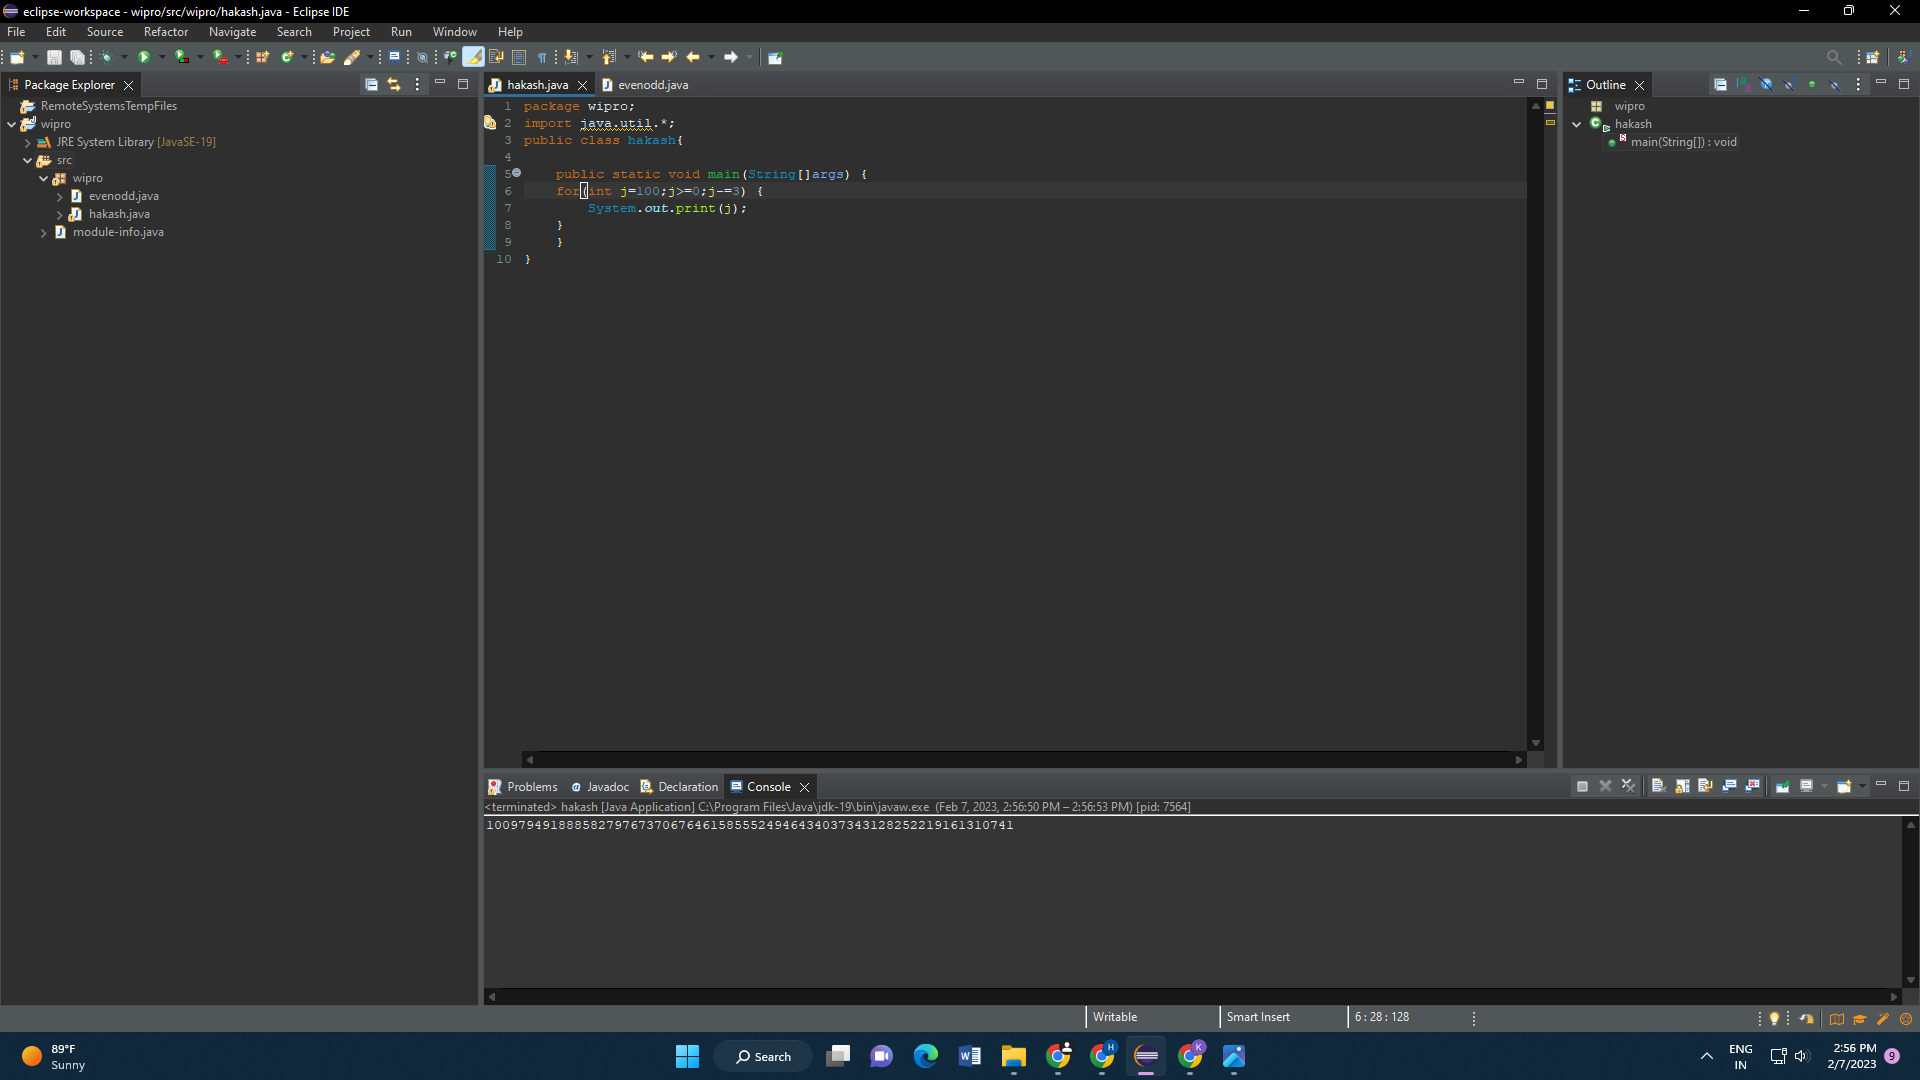 eclipse-workspace - wipro/src/wipro/hakash.java - Eclipse IDE
File Edit Source Refactor Navigate Search Project Run Window Help
Package Explorer
RemoteSystemsTempFiles
wipro
JRE System Library [JavaSE-19]
src
wipro
evenodd.java
hakash.java
module-info.java
hakash.java evenodd.java
1 package wipro;
2 import java.util.*;
3 public class hakash{
4
5 public static void main(String[]args) {
6 for(int j=100;j>=0;j-=3) {
7 System.out.print(j);
8 }
9 }
10 }
Outline
wipro
hakash
main(String[]) : void
Problems Javadoc Declaration Console
<terminated> hakash [Java Application] C:\Program Files\Java\jdk-19\bin\javaw.exe (Feb 7, 2023, 2:56:50 PM – 2:56:53 PM) [pid: 7564]
100979491888582797673706764615855524946434037343128252219161310741
Writable Smart Insert 6 : 28 : 128
89°F
Sunny
Search
ENG
IN
2:56 PM
2/7/2023
9